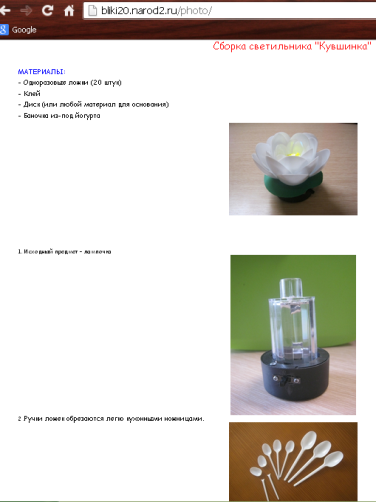 bliki20.narod2.ru/photo/
Google
Сборка светильника "Кувшинка"
МАТЕРИАЛЫ:
- Одноразовые ложки (20 штук)
- Клей
- Диск (или любой материал для основания)
- Баночка из-под йогурта
1. Исходный предмет - лампочка
2 Ручки ложек обрезаются легко кухонными ножницами.